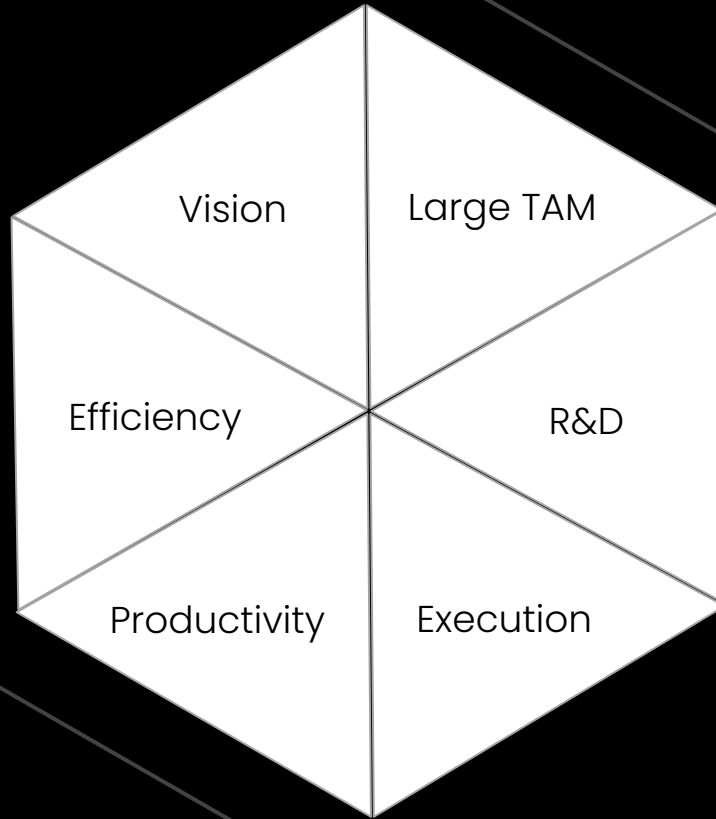 Vision
Large TAM
Efficiency
R&D
Productivity
Execution